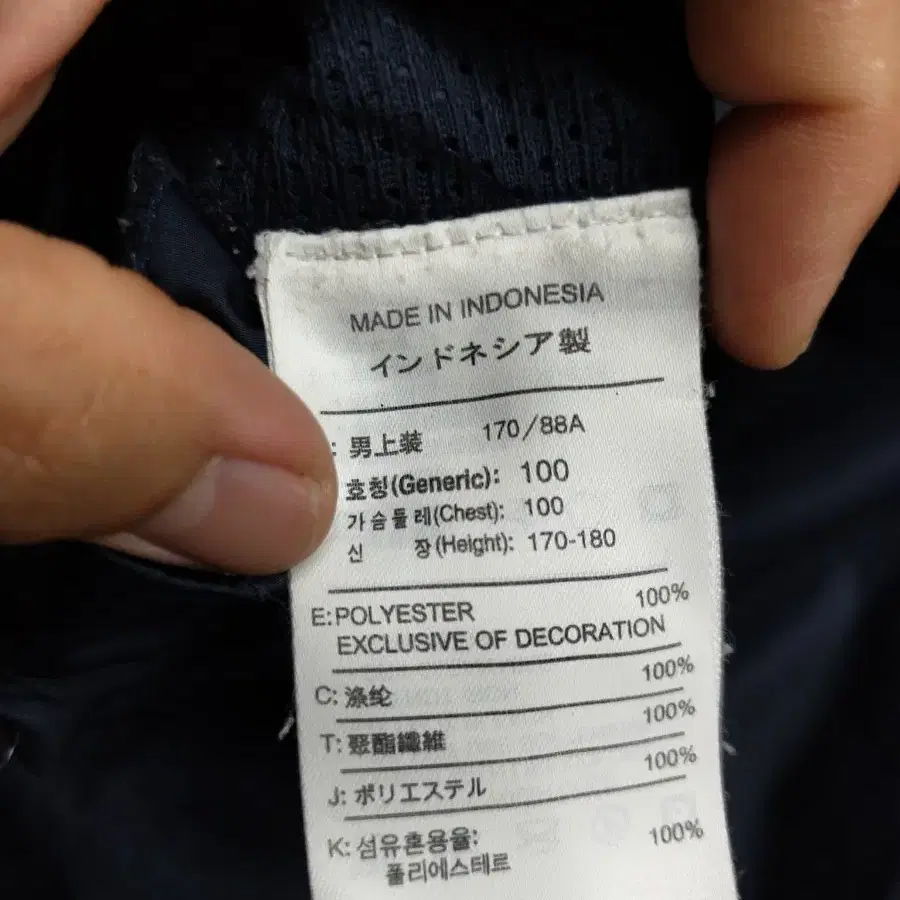 MADE IN INDONESIA
インドネシア製
: 男上装 170/88A
호칭(Generic): 100
가슴둘레(Chest): 100
신 장(Height): 170-180
E:POLYESTER 100%
EXCLUSIVE OF DECORATION
C: 涤纶 100%
T: 聚酯纖維 100%
J: ポリエステル 100%
K: 섬유혼용율:
폴리에스테르 100%